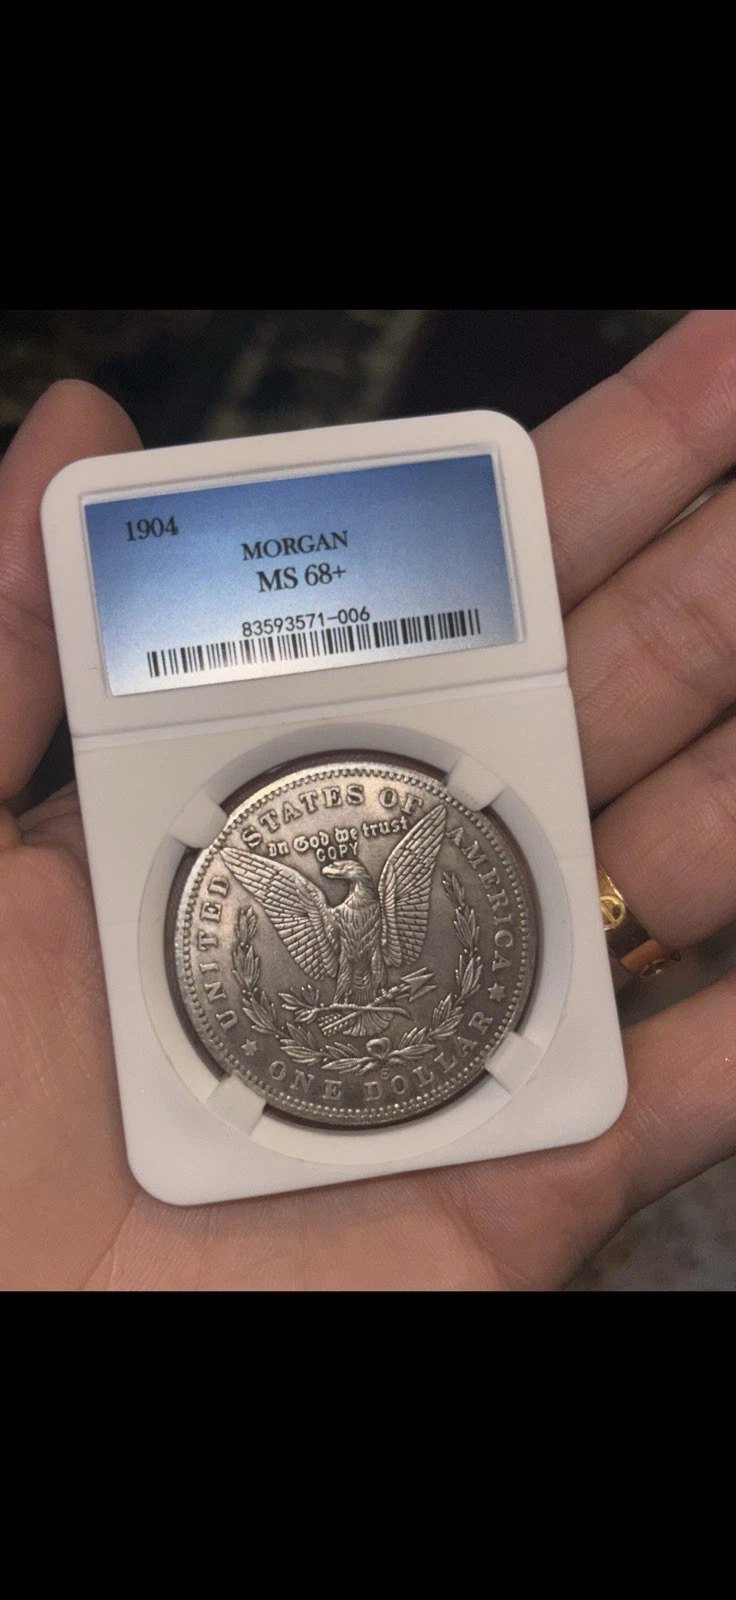 1904
MORGAN
MS 68+
83593571-006
UNITED STATES OF AMERICA
In God we trust
COPY
S
ONE DOLLAR